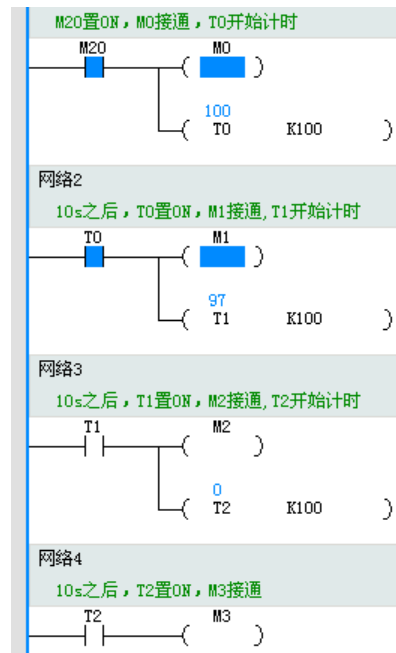 M20置ON，M0接通，T0开始计时
M20 M0
100
T0 K100
网络2
10s之后，T0置ON，M1接通,T1开始计时
T0 M1
97
T1 K100
网络3
10s之后，T1置ON，M2接通,T2开始计时
T1 M2
0
T2 K100
网络4
10s之后，T2置ON，M3接通
T2 M3